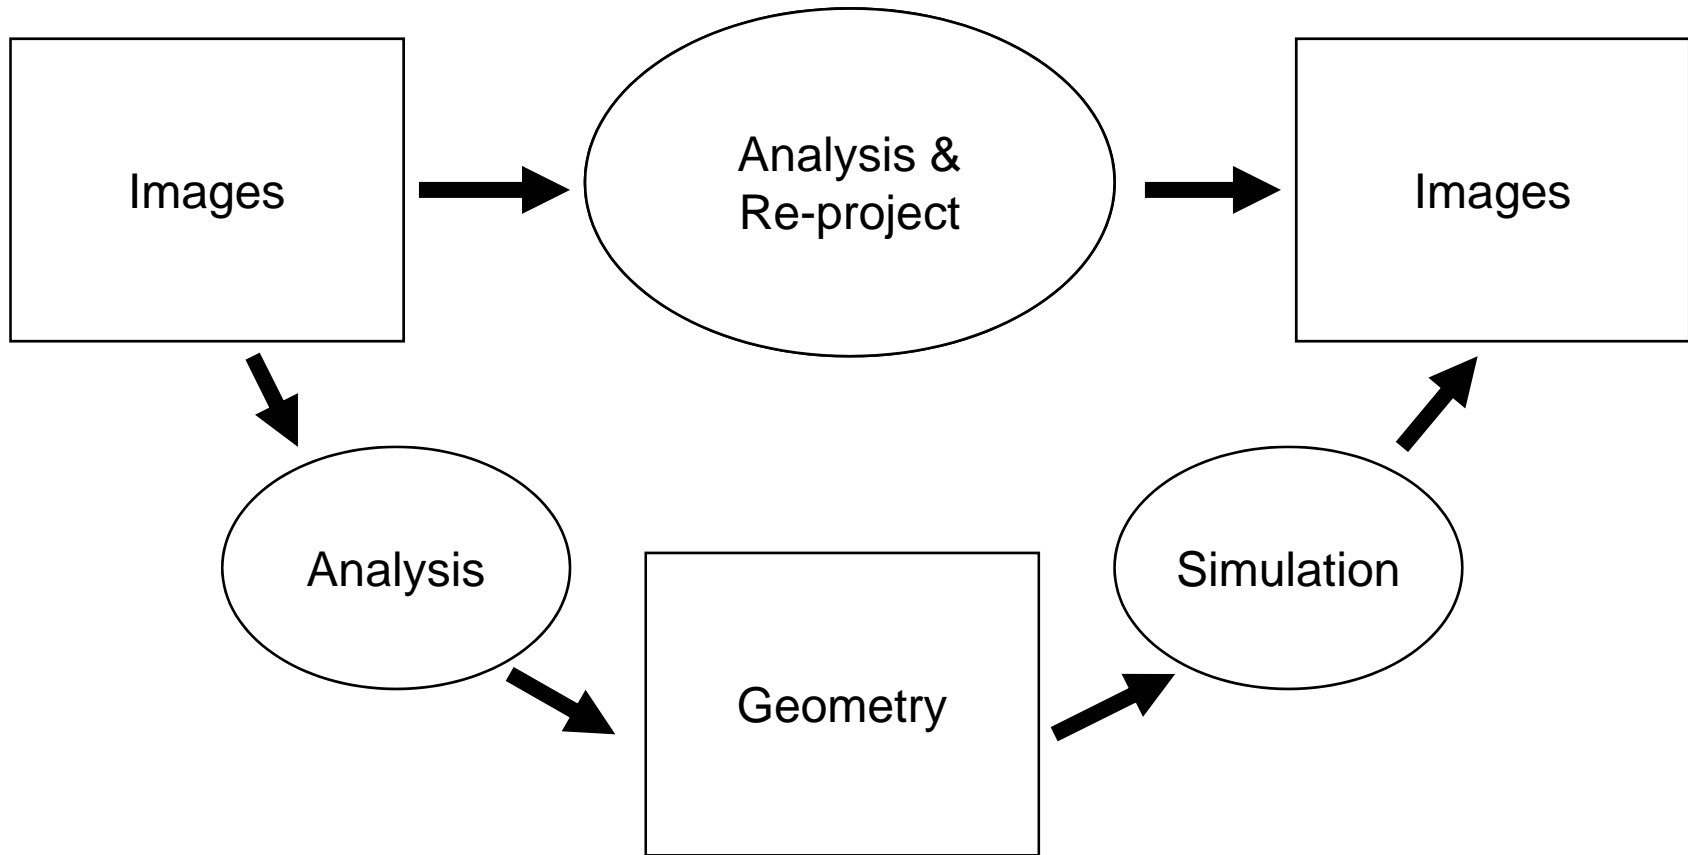 Images
Analysis &
Re-project
Images
Analysis
Simulation
Geometry